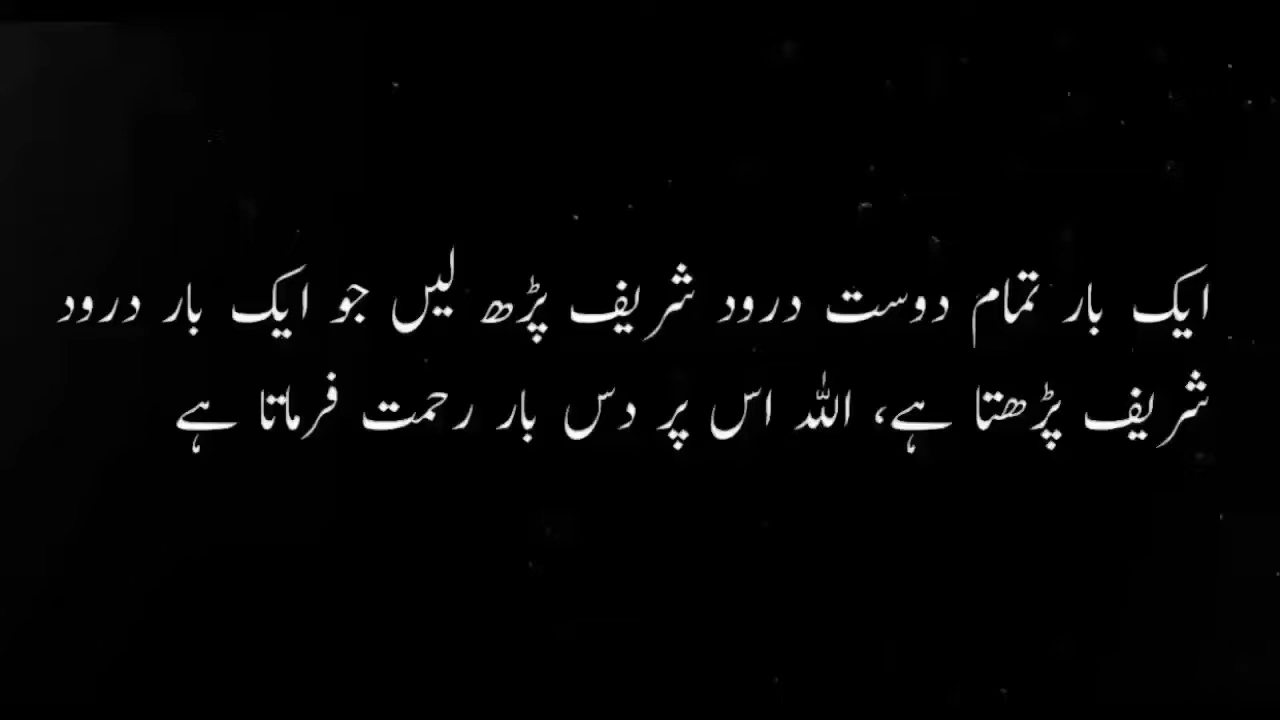 ایک بار تمام دوست درود شریف پڑھ لیں جو ایک بار درود
شریف پڑھتا ہے، اللہ اس پر دس بار رحمت فرماتا ہے